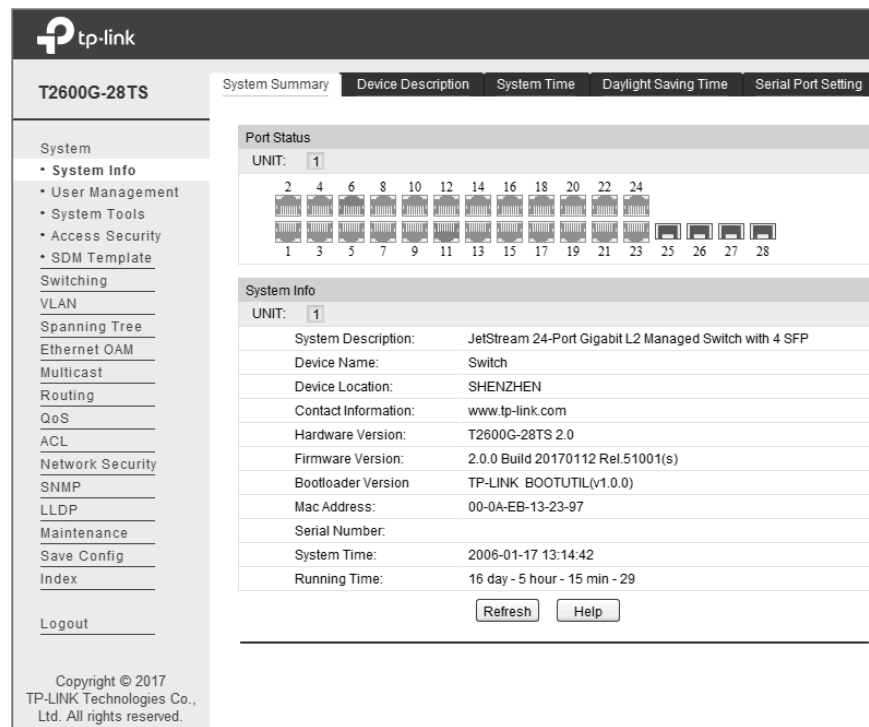 tp-link
T2600G-28TS
System Summary Device Description System Time Daylight Saving Time Serial Port Setting
System
• System Info
• User Management
• System Tools
• Access Security
• SDM Template
Switching
VLAN
Spanning Tree
Ethernet OAM
Multicast
Routing
QoS
ACL
Network Security
SNMP
LLDP
Maintenance
Save Config
Index
Logout
Copyright © 2017
TP-LINK Technologies Co.,
Ltd. All rights reserved.
Port Status
UNIT: 1
2 4 6 8 10 12 14 16 18 20 22 24
1 3 5 7 9 11 13 15 17 19 21 23 25 26 27 28
System Info
UNIT: 1
System Description: JetStream 24-Port Gigabit L2 Managed Switch with 4 SFP
Device Name: Switch
Device Location: SHENZHEN
Contact Information: www.tp-link.com
Hardware Version: T2600G-28TS 2.0
Firmware Version: 2.0.0 Build 20170112 Rel.51001(s)
Bootloader Version TP-LINK BOOTUTIL(v1.0.0)
Mac Address: 00-0A-EB-13-23-97
Serial Number:
System Time: 2006-01-17 13:14:42
Running Time: 16 day - 5 hour - 15 min - 29
Refresh Help